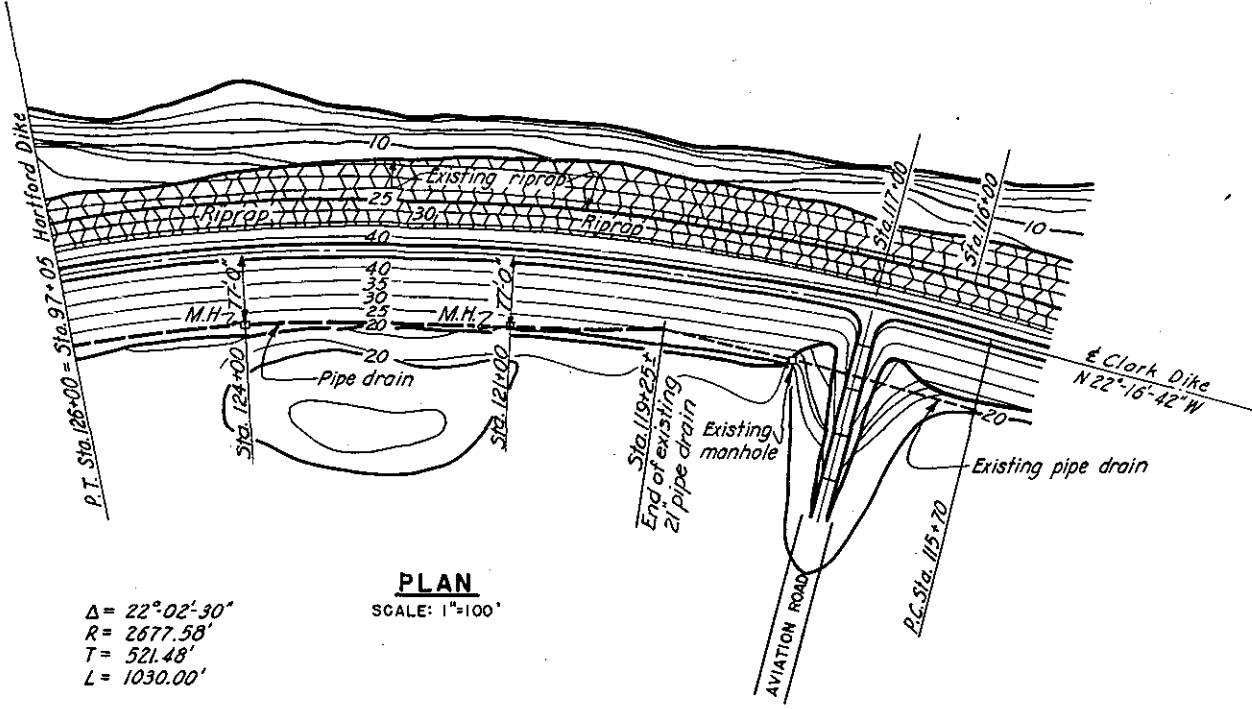 P.T. Sta. 126+00 = Sta. 97+05 Hartford Dike
10
Existing riprap
25
Riprap
30
Riprap
40
Sta. 117+00
Sta. 116+00
10
40
35
30
25
20
M.H.
77'-0"
M.H.
77'-0"
20
Pipe drain
Sta. 124+00
Sta. 121+00
Sta. 119+25±
End of existing
21" pipe drain
Existing
manhole
℄ Clark Dike
N 22°-16'-42" W
20
Existing pipe drain
P.C. Sta. 115+70
AVIATION ROAD
PLAN
SCALE: 1"=100'
Δ = 22°-02'-30"
R = 2677.58'
T = 521.48'
L = 1030.00'